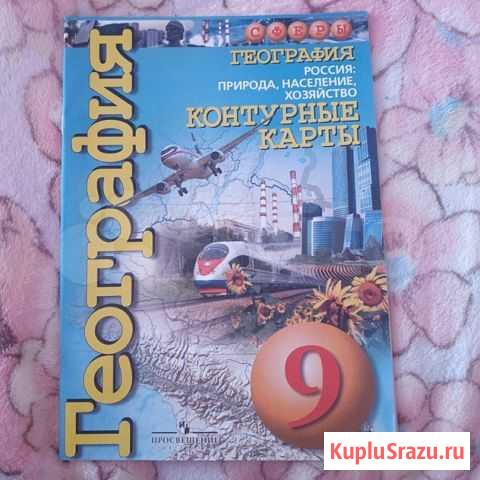 СФЕРЫ
География
ГЕОГРАФИЯ
РОССИЯ:
ПРИРОДА, НАСЕЛЕНИЕ,
ХОЗЯЙСТВО
КОНТУРНЫЕ
КАРТЫ
9
ПРОСВЕЩЕНИЕ
KupluSrazu.ru